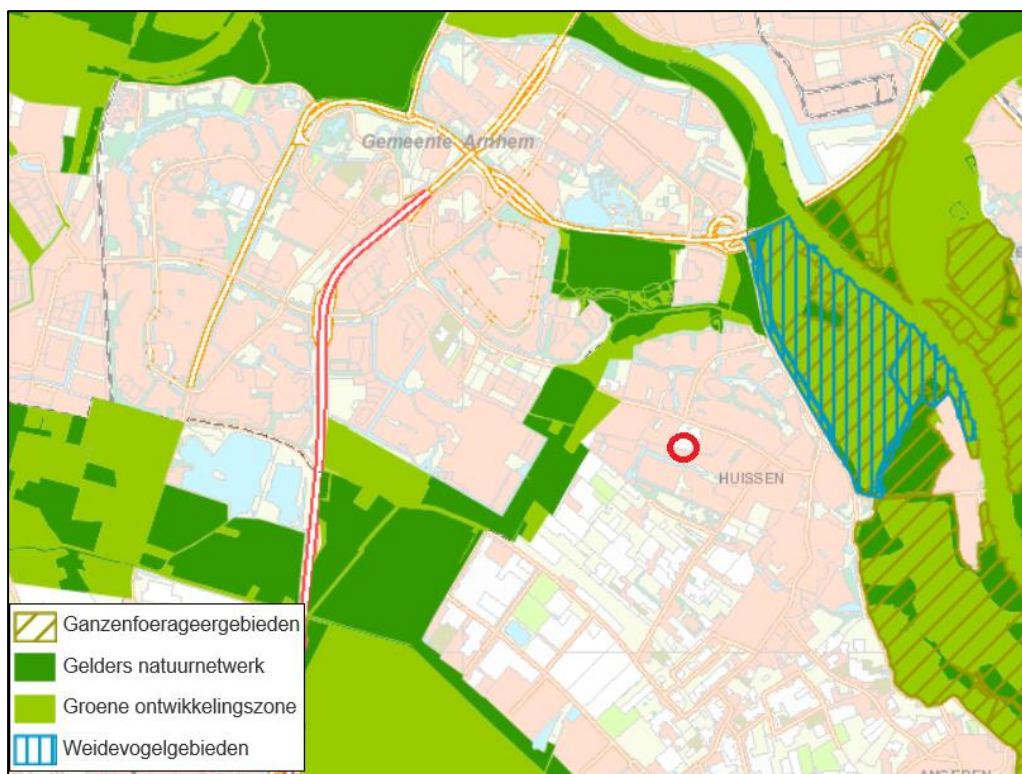 Gemeente Arnhem
HUISSEN
Ganzenfoerageergebieden
Gelders natuurnetwerk
Groene ontwikkelingszone
Weidevogelgebieden